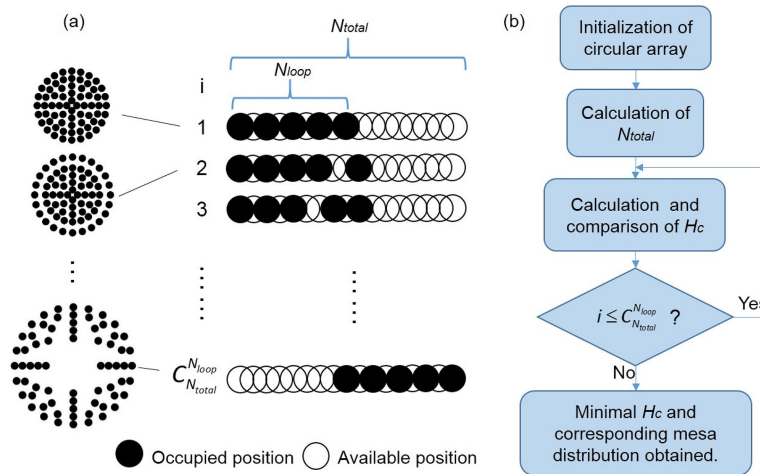 (a)
N_total
N_loop
i
1
2
3
C^{N_loop}_{N_total}
Occupied position
Available position
(b)
Initialization of
circular array
Calculation of
N_total
Calculation and
comparison of H_c
i ≤ C^{N_loop}_{N_total} ?
Yes
No
Minimal H_c and
corresponding mesa
distribution obtained.